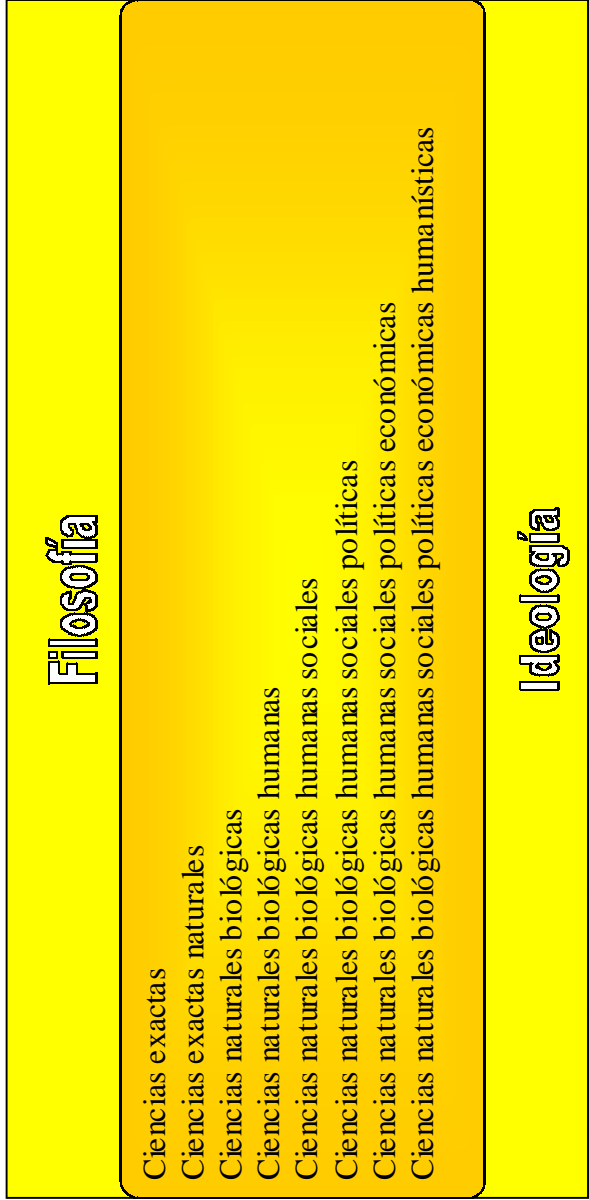 Filosofía
Ciencias exactas
Ciencias exactas naturales
Ciencias naturales biológicas
Ciencias naturales biológicas humanas
Ciencias naturales biológicas humanas sociales
Ciencias naturales biológicas humanas sociales políticas
Ciencias naturales biológicas humanas sociales políticas económicas
Ciencias naturales biológicas humanas sociales políticas económicas humanísticas
Ideología